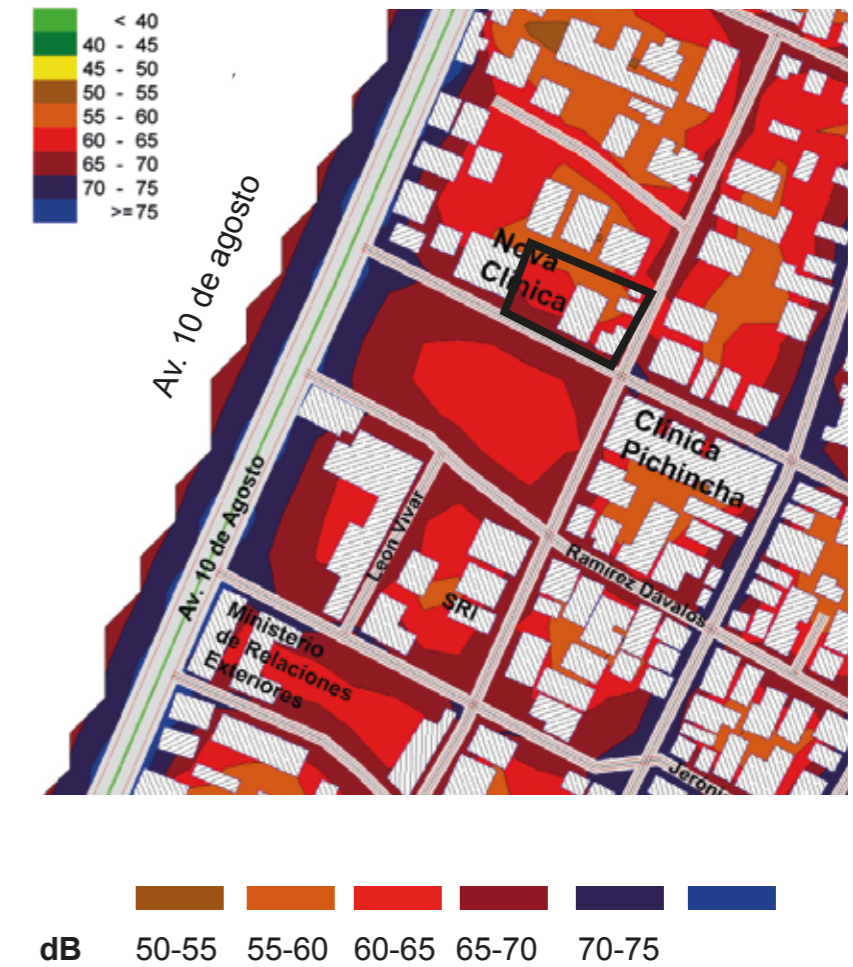 < 40
40 - 45
45 - 50
50 - 55
55 - 60
60 - 65
65 - 70
70 - 75
>=75
Av. 10 de agosto
Nova
Clínica
Clínica
Pichincha
Av. 10 de Agosto
Leon Vivar
Ramirez Davalos
SRI
Ministerio
de Relaciones
Exteriores
dB 50-55 55-60 60-65 65-70 70-75